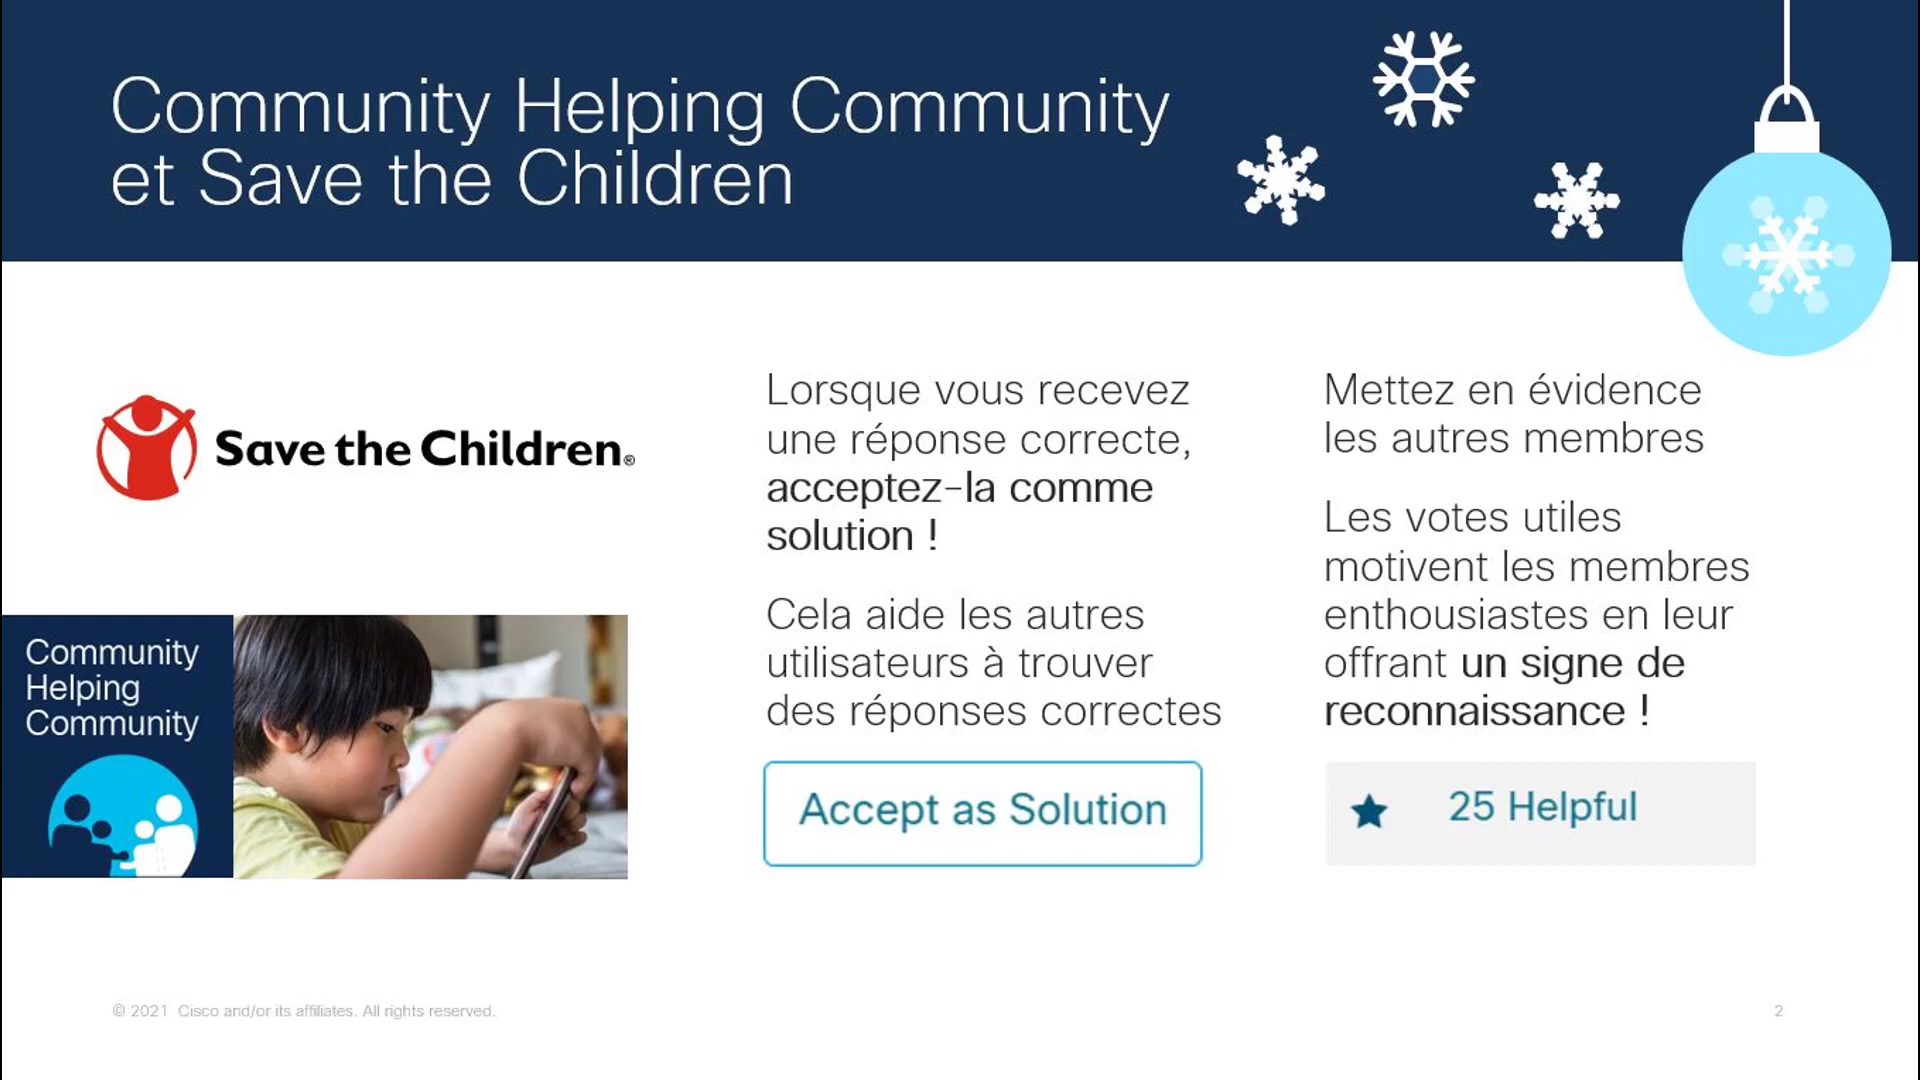 Community Helping Community
et Save the Children
Save the Children®
Community
Helping
Community
Lorsque vous recevez
une réponse correcte,
acceptez-la comme
solution !
Cela aide les autres
utilisateurs à trouver
des réponses correctes
Accept as Solution
Mettez en évidence
les autres membres
Les votes utiles
motivent les membres
enthousiastes en leur
offrant un signe de
reconnaissance !
25 Helpful
© 2021 Cisco and/or its affiliates. All rights reserved.
2